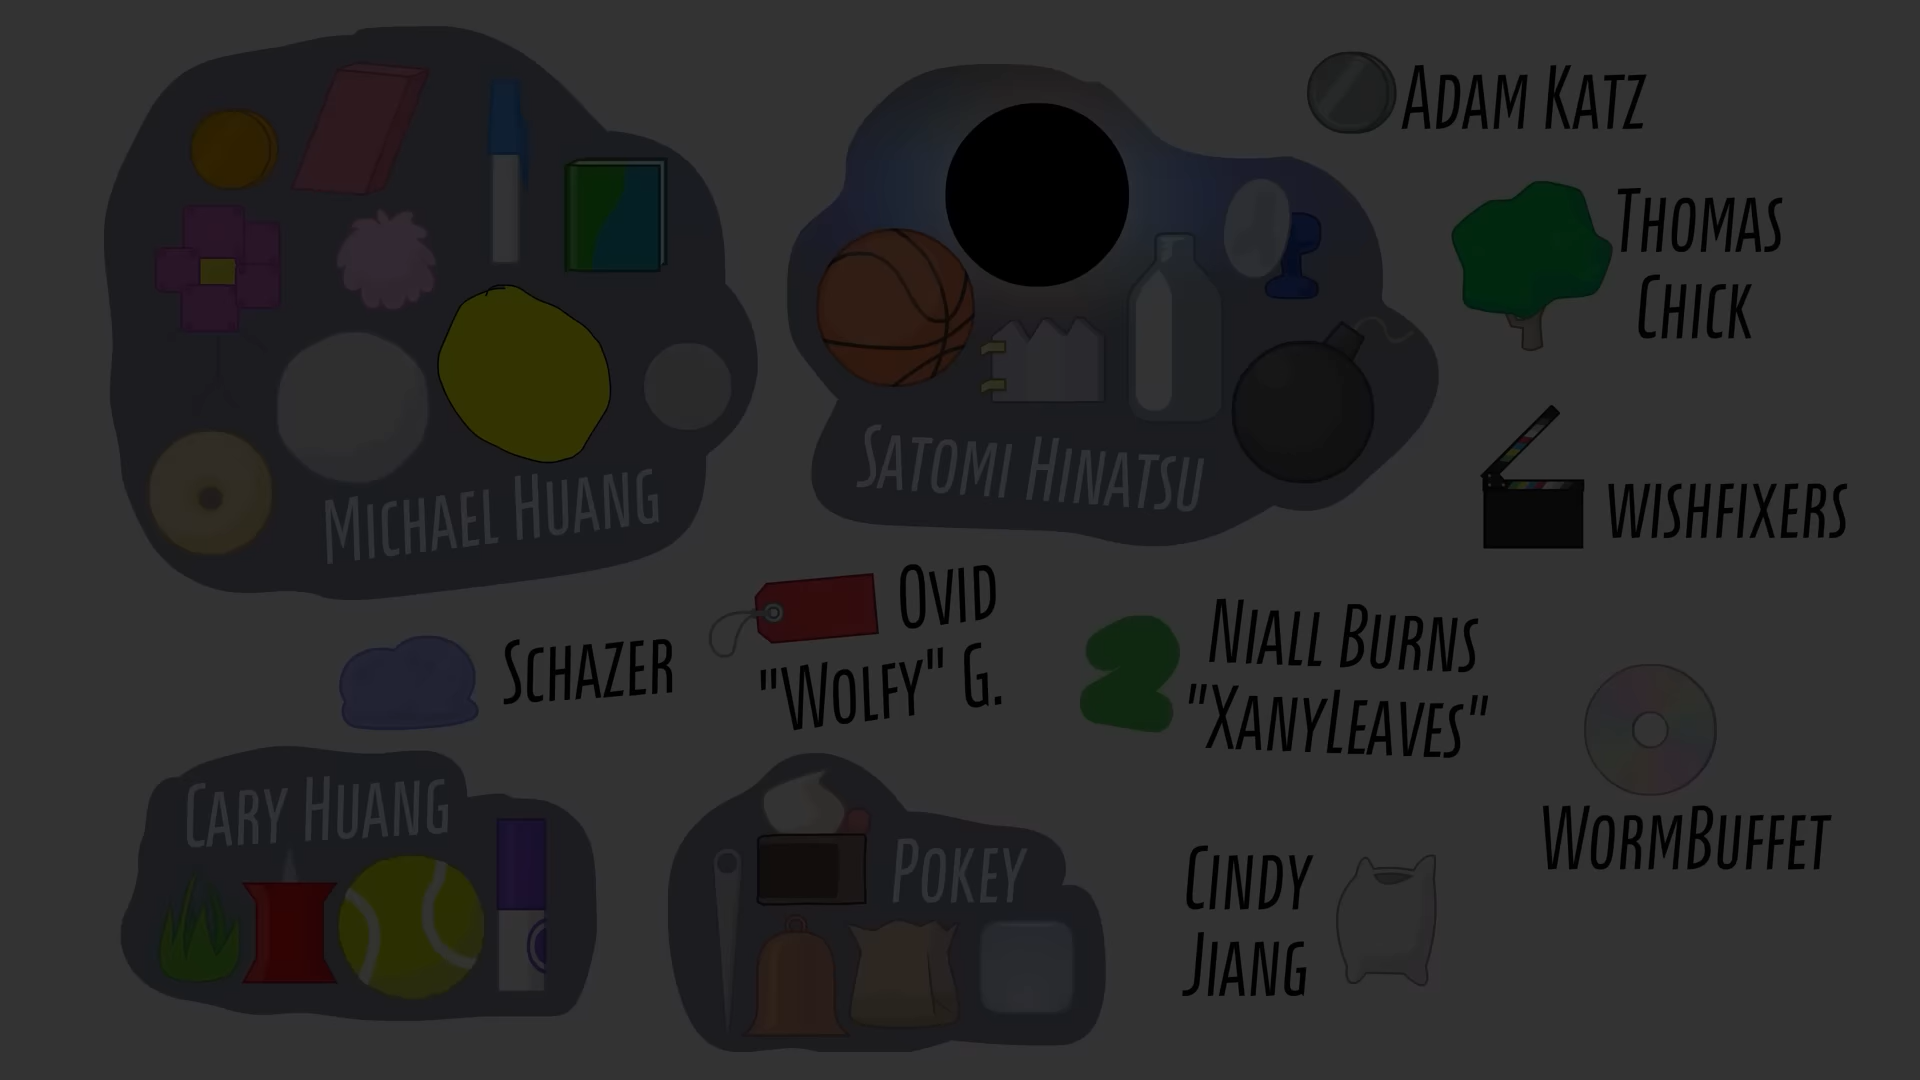 Adam Katz
Thomas
Chick
Michael Huang
Satomi Hinatsu
wishfixers
Schazer
Ovid
"Wolfy" G.
Niall Burns
"XanyLeaves"
Cary Huang
Pokey
Cindy
Jiang
WormBuffet